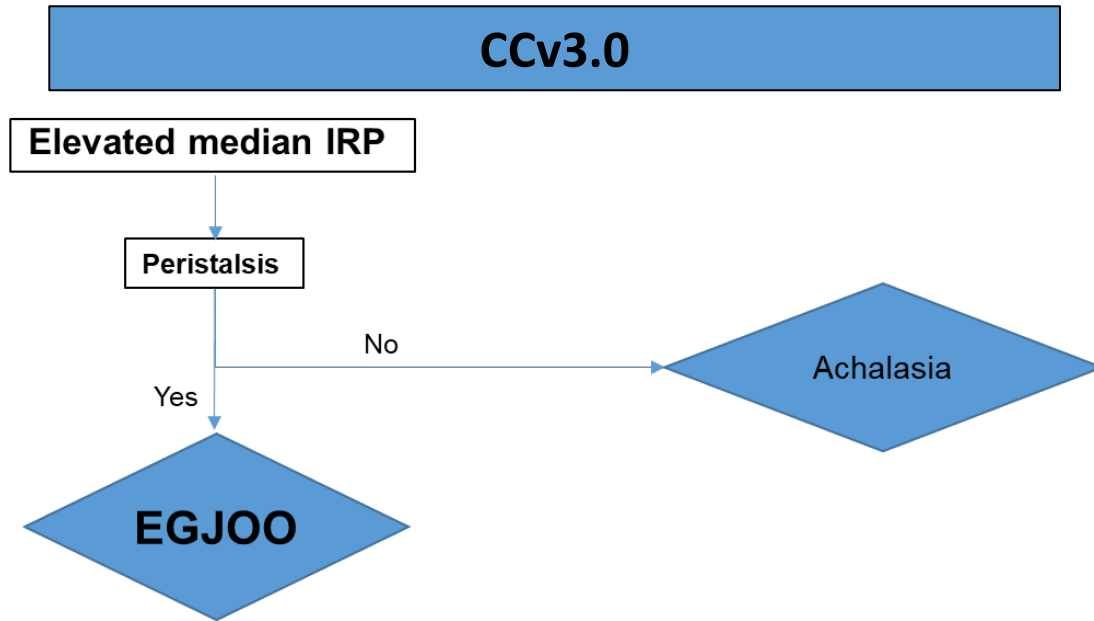 CCv3.0
Elevated median IRP
Peristalsis
No
Achalasia
Yes
EGJOO